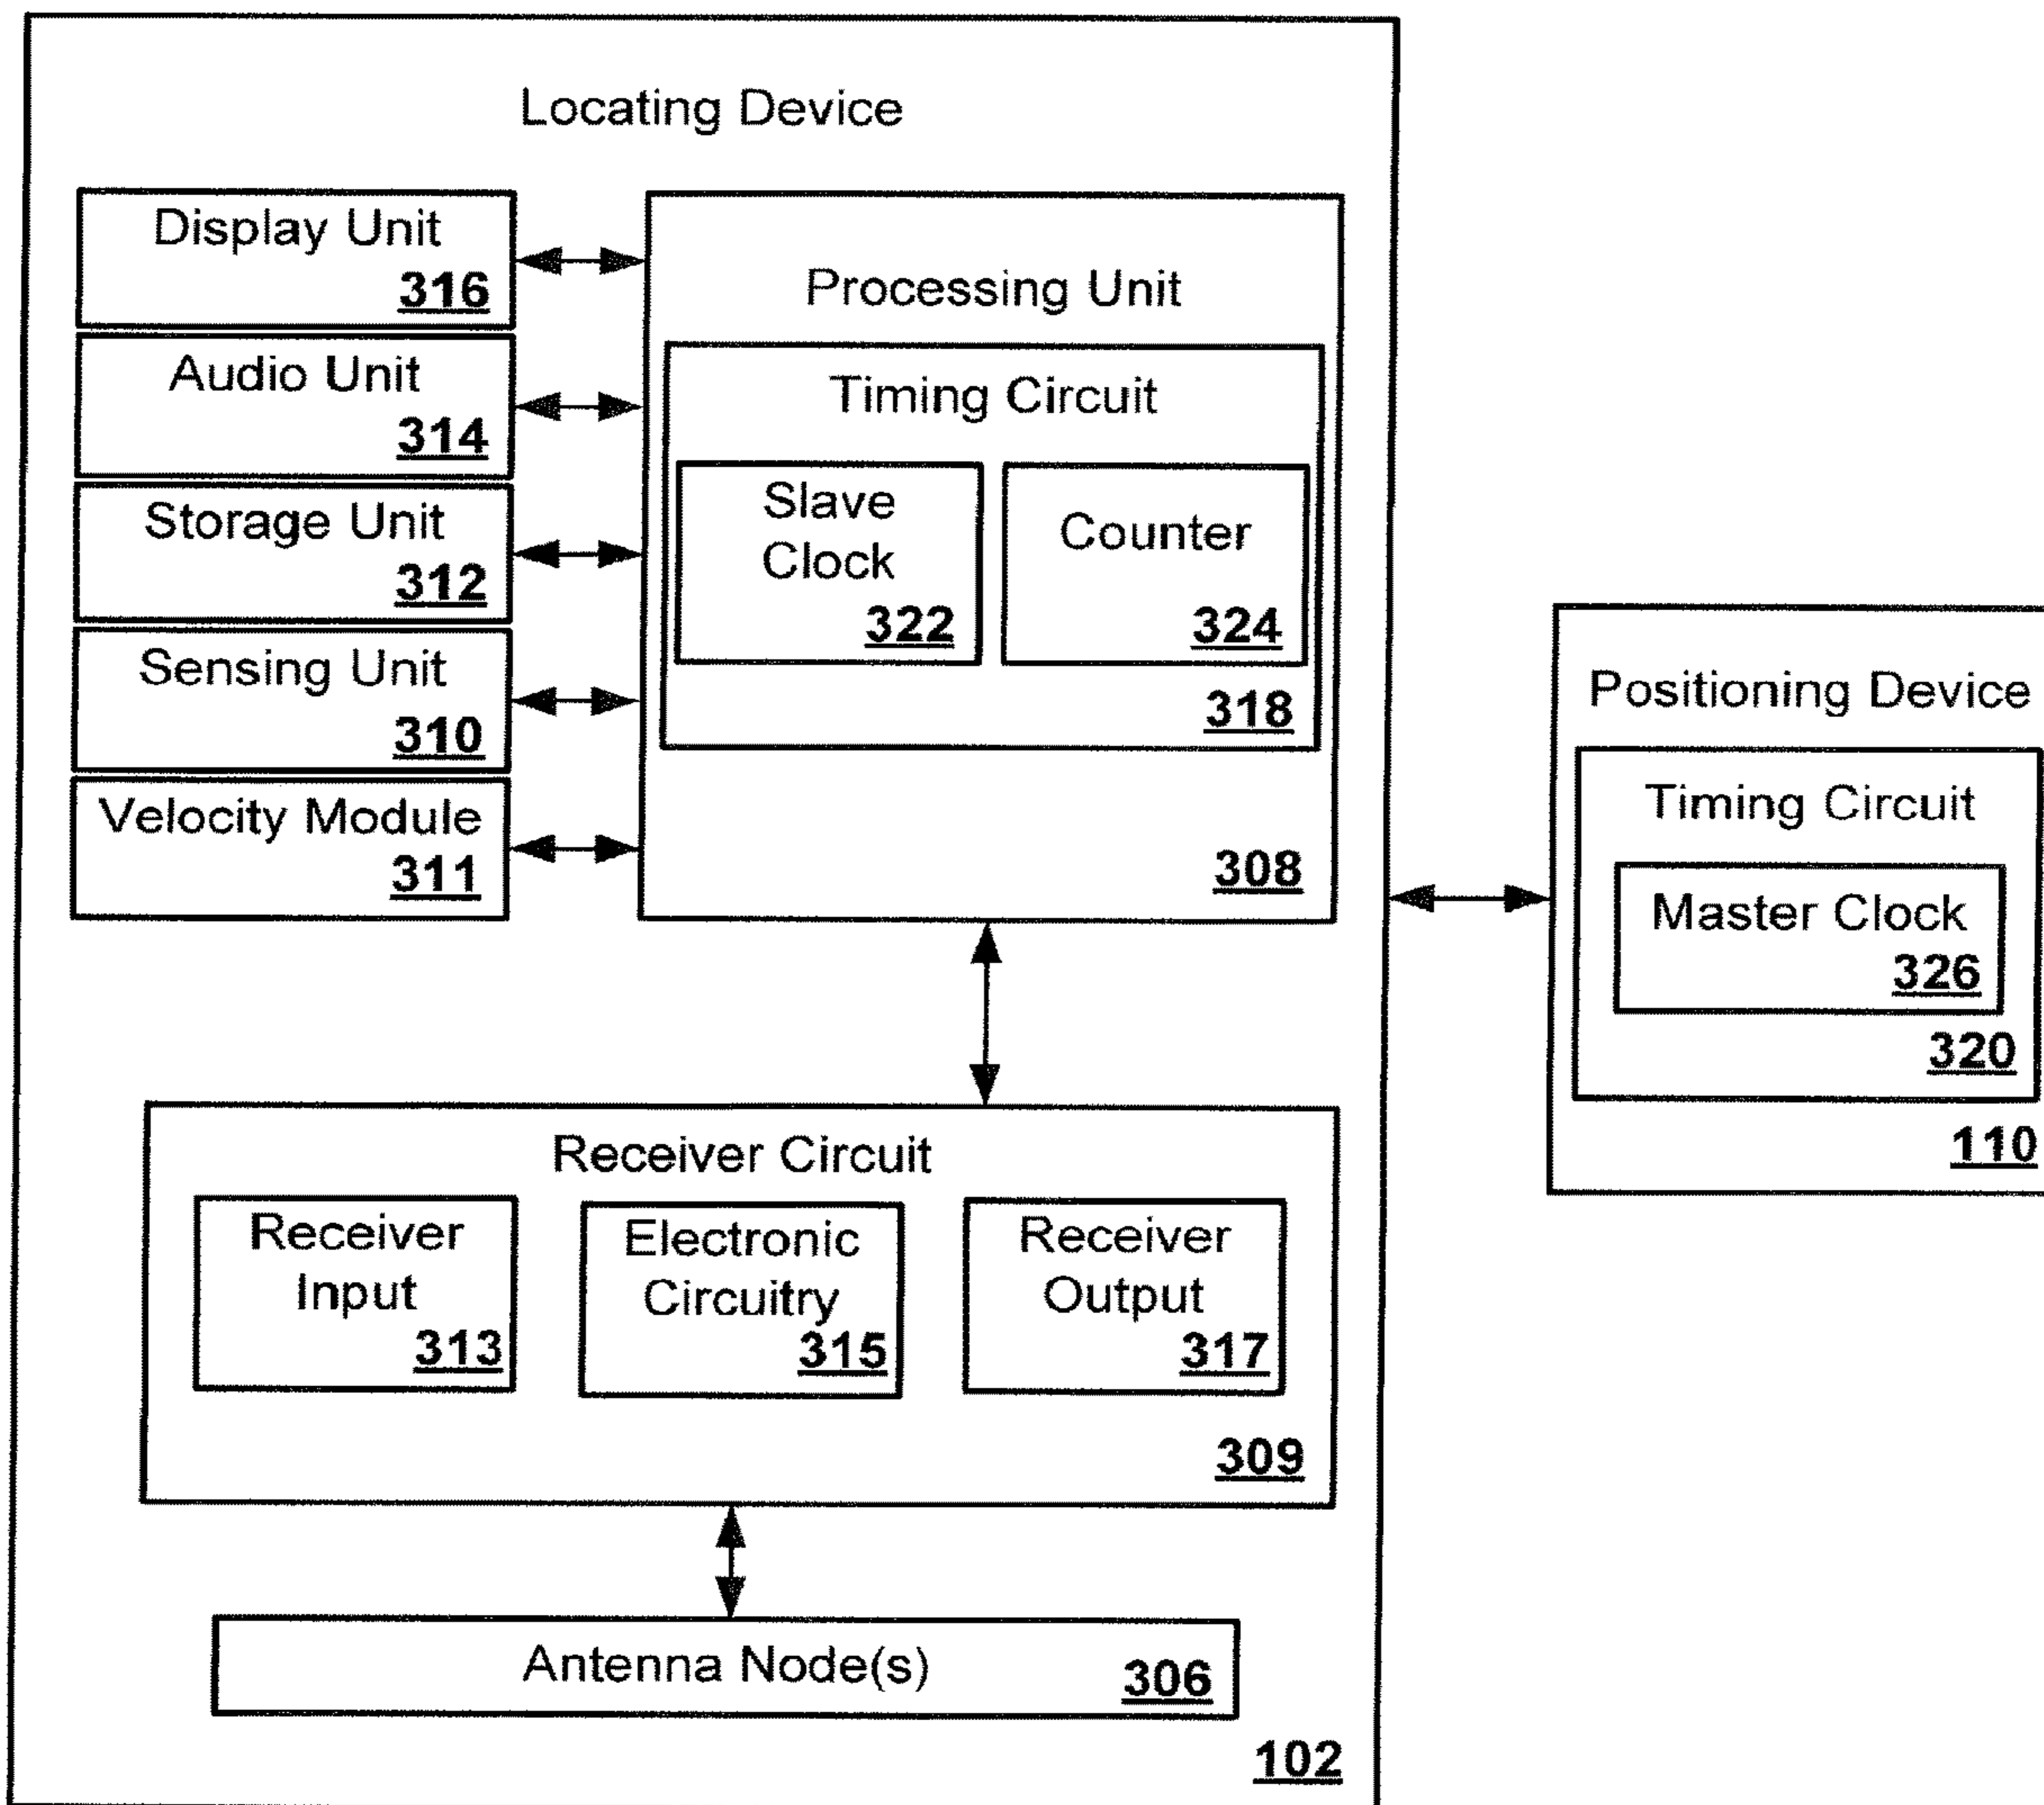 Locating Device
Display Unit
316
Audio Unit
314
Storage Unit
312
Sensing Unit
310
Velocity Module
311
Processing Unit
Timing Circuit
Slave
Clock
322
Counter
324
318
308
Receiver Circuit
Receiver
Input
313
Electronic
Circuitry
315
Receiver
Output
317
309
Antenna Node(s)
306
102
Positioning Device
Timing Circuit
Master Clock
326
320
110